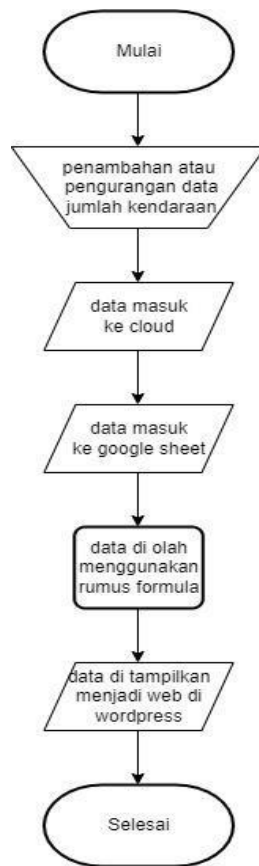 Mulai
penambahan atau
pengurangan data
jumlah kendaraan
data masuk
ke cloud
data masuk
ke google sheet
data di olah
menggunakan
rumus formula
data di tampilkan
menjadi web di
wordpress
Selesai